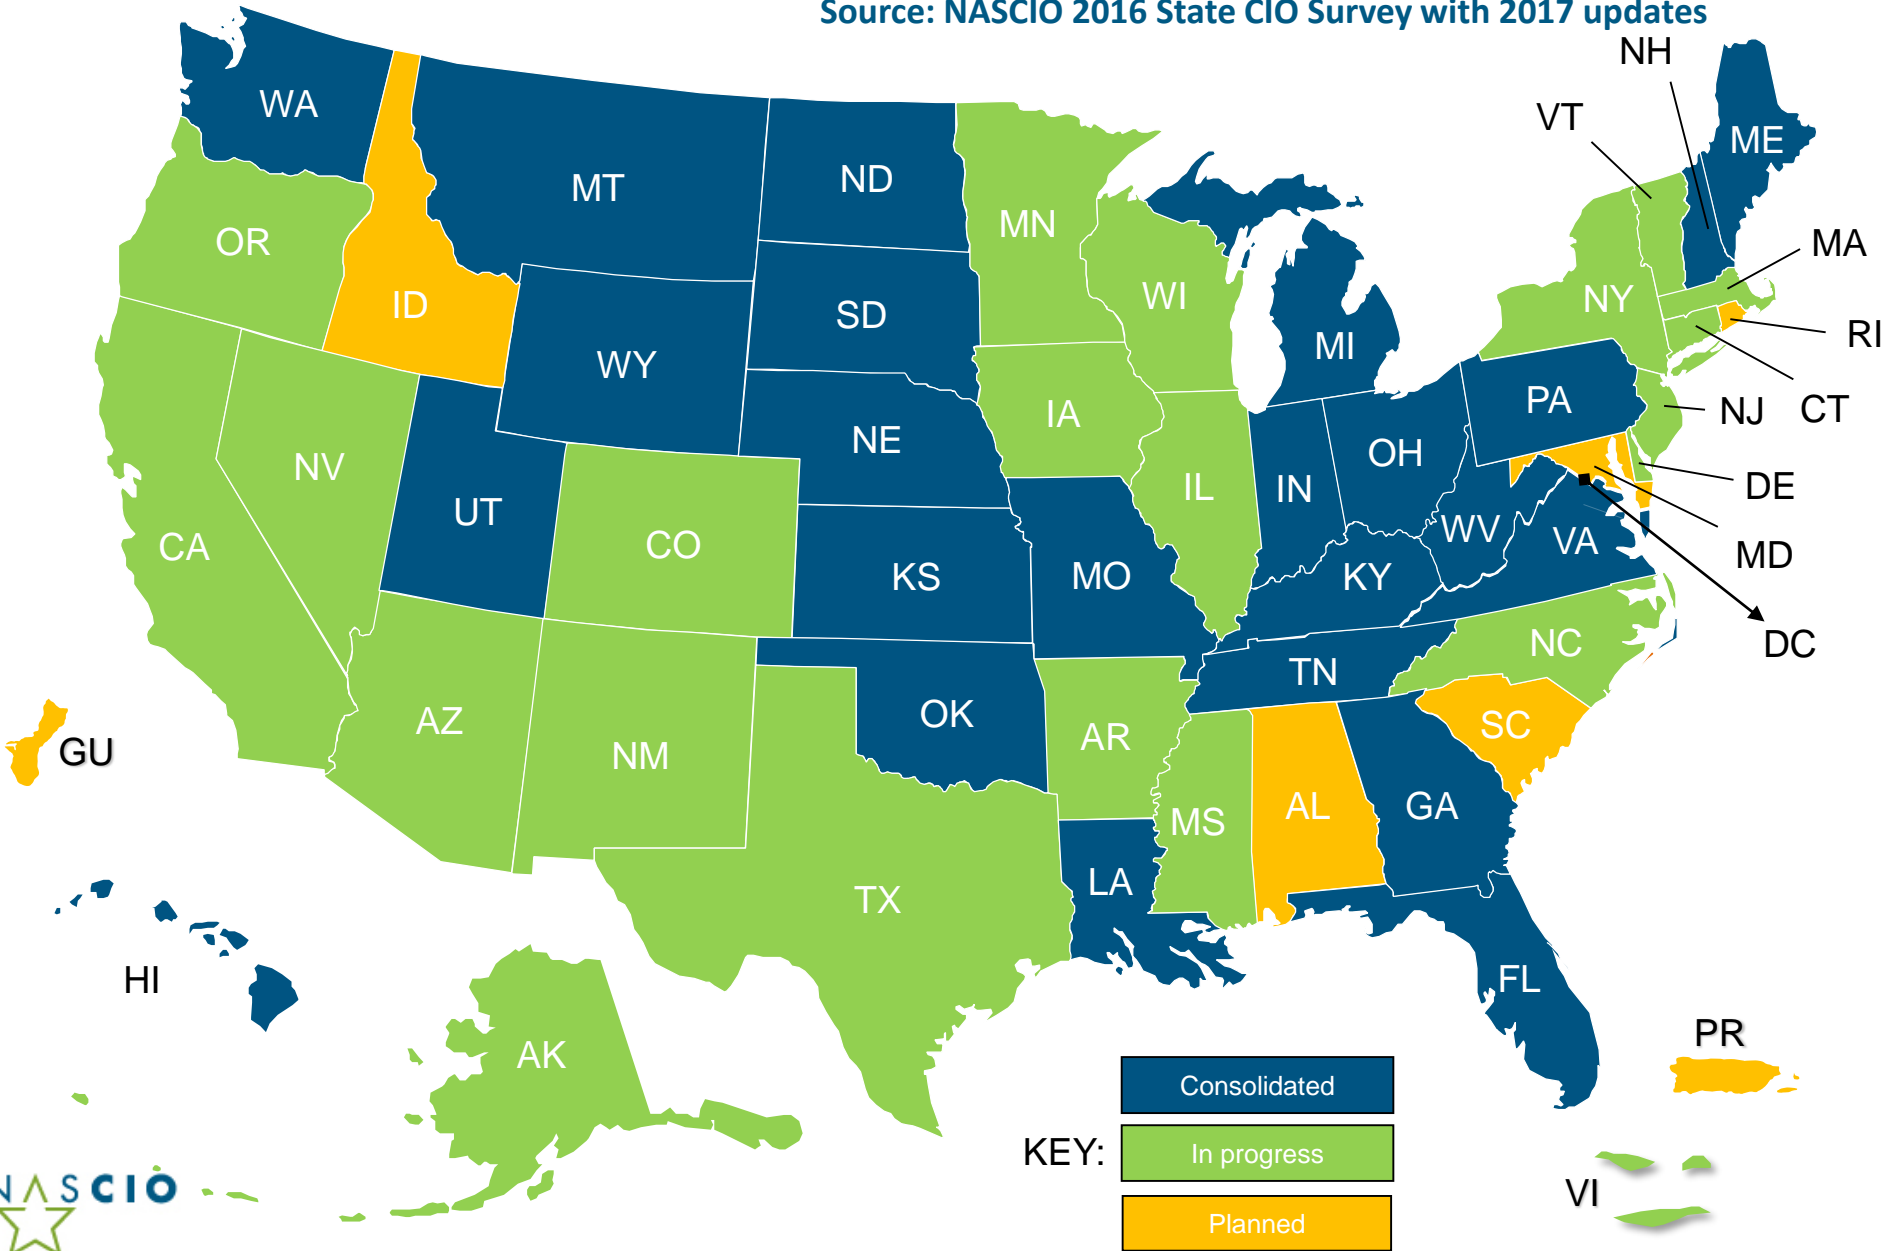 Source: NASCIO 2016 State CIO Survey with 2017 updates
NH
VT
WA
ME
MT
ND
MN
OR
MA
WI
NY
ID
SD
RI
MI
WY
PA
IA
NJ
CT
NE
OH
NV
IL
IN
DE
UT
WV
VA
CA
CO
MD
KS
MO
KY
NC
DC
TN
OK
AZ
SC
AR
GU
NM
AL
GA
MS
LA
TX
HI
FL
PR
AK
Consolidated
KEY:
In progress
NASCIO
VI
Planned